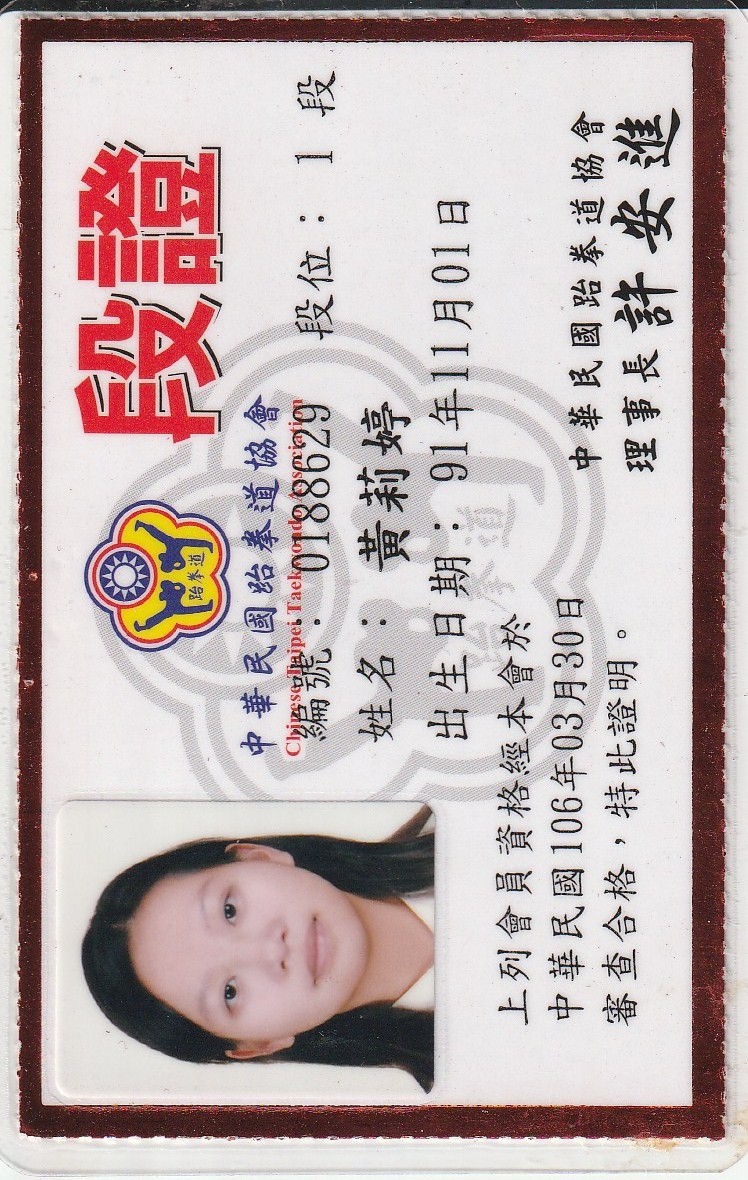 段證
跆拳道
中華民國跆拳道協會
Chinese Taipei Taekwondo Association
編號：0188629 段位：1 段
姓名：黃莉婷
出生日期：91年11月01日
跆拳道
上列會員資格經本會於
中華民國106年03月30日
審查合格，特此證明。
中華民國跆拳道協會
理事長 許安進